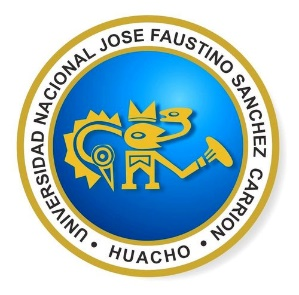 • UNIVERSIDAD NACIONAL JOSE FAUSTINO SANCHEZ CARRION •
HUACHO